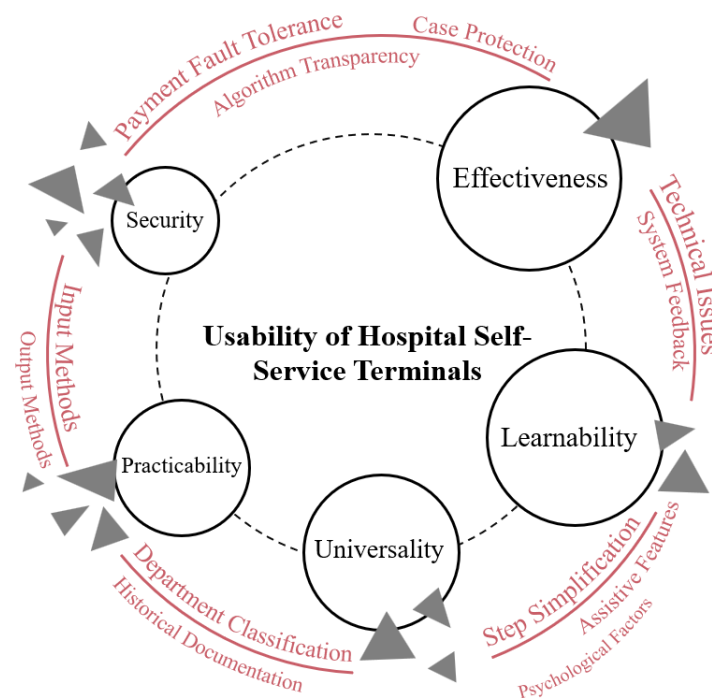 Payment Fault Tolerance
Case Protection
Algorithm Transparency
Effectiveness
Security
Technical Issues
System Feedback
Usability of Hospital Self-
Service Terminals
Input Methods
Output Methods
Learnability
Practicability
Universality
Step Simplification
Assistive Features
Psychological Factors
Department Classification
Historical Documentation